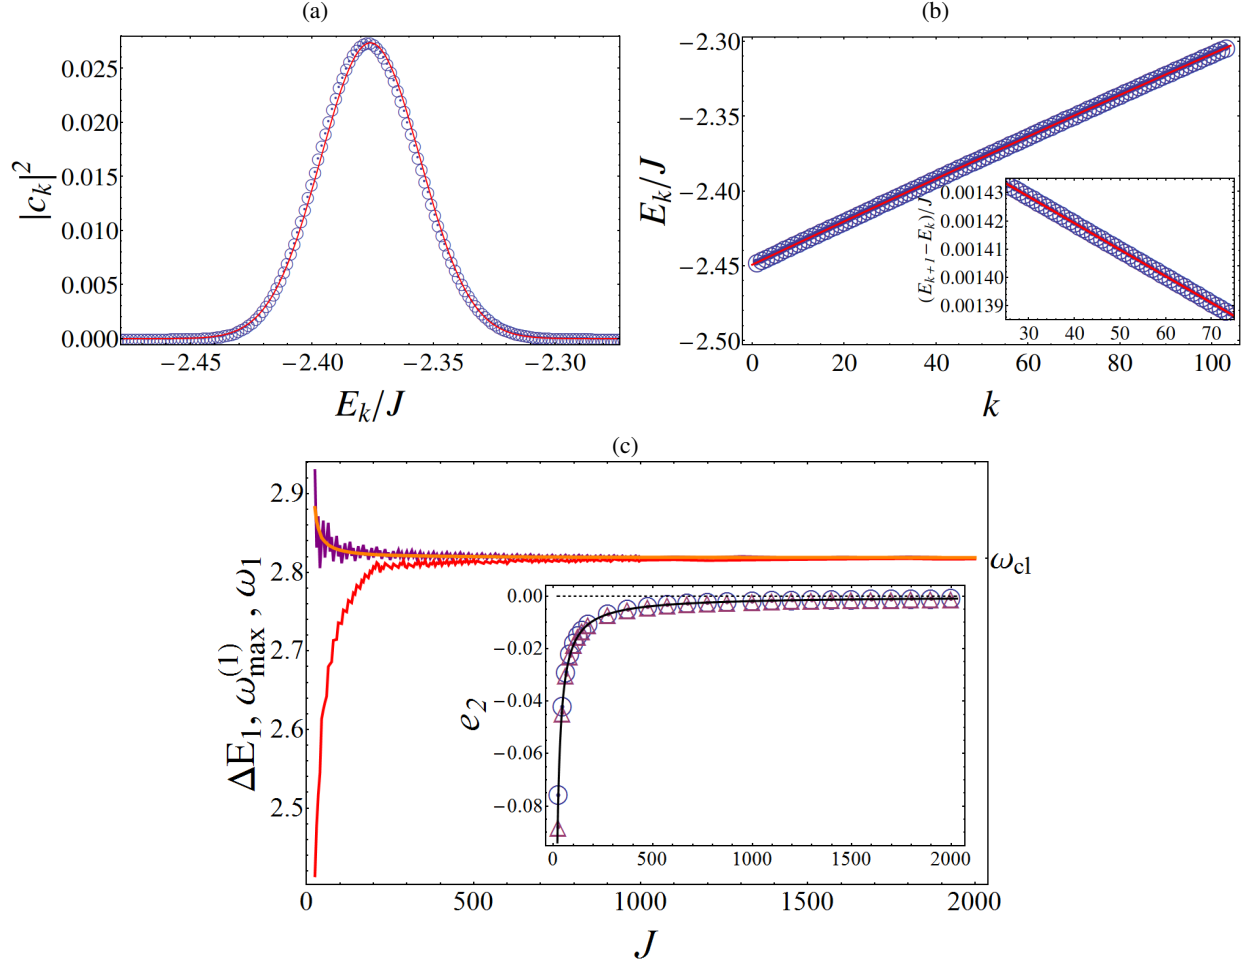 (a)
0.025
0.020
0.015
0.010
0.005
0.000
|c_k|^2
−2.45 −2.40 −2.35 −2.30
E_k/J
(b)
−2.30
−2.35
−2.40
−2.45
−2.50
E_k/J
0.00143
0.00142
0.00141
0.00140
0.00139
(E_{k+1}−E_k)/J
30 40 50 60 70
0 20 40 60 80 100
k
(c)
2.9
2.8
2.7
2.6
2.5
ΔE_1, ω_max^(1), ω_1
ω_cl
0.00
−0.02
−0.04
−0.06
−0.08
e_2
0 500 1000 1500 2000
0 500 1000 1500 2000
J